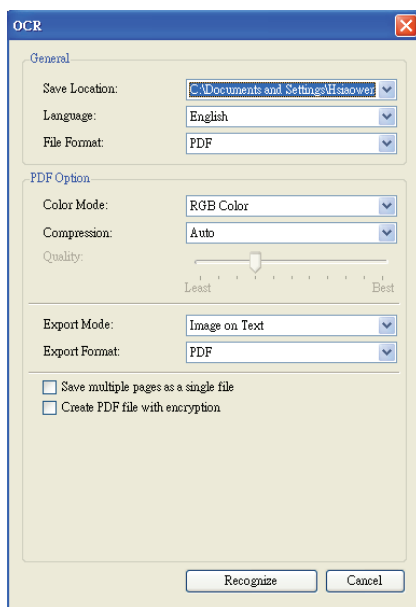 OCR
General
Save Location: C:\Documents and Settings\Hsiaower
Language: English
File Format: PDF
PDF Option
Color Mode: RGB Color
Compression: Auto
Quality:
Least Best
Export Mode: Image on Text
Export Format: PDF
Save multiple pages as a single file
Create PDF file with encryption
Recognize Cancel